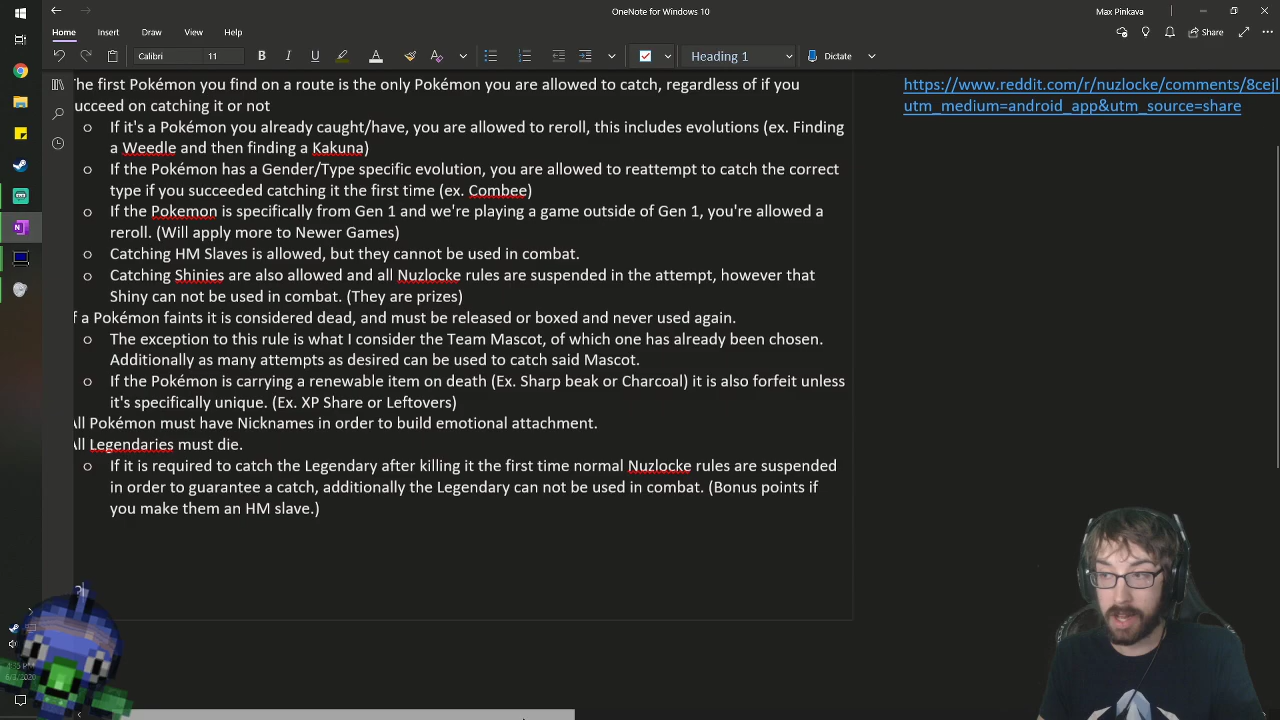 OneNote for Windows 10
Max Pinkava
Home Insert Draw View Help
Share
Calibri 11 Heading 1 Dictate
he first Pokémon you find on a route is the only Pokémon you are allowed to catch, regardless of if you
ucceed on catching it or not
If it's a Pokémon you already caught/have, you are allowed to reroll, this includes evolutions (ex. Finding
a Weedle and then finding a Kakuna)
If the Pokémon has a Gender/Type specific evolution, you are allowed to reattempt to catch the correct
type if you succeeded catching it the first time (ex. Combee)
If the Pokemon is specifically from Gen 1 and we're playing a game outside of Gen 1, you're allowed a
reroll. (Will apply more to Newer Games)
Catching HM Slaves is allowed, but they cannot be used in combat.
Catching Shinies are also allowed and all Nuzlocke rules are suspended in the attempt, however that
Shiny can not be used in combat. (They are prizes)
f a Pokémon faints it is considered dead, and must be released or boxed and never used again.
The exception to this rule is what I consider the Team Mascot, of which one has already been chosen.
Additionally as many attempts as desired can be used to catch said Mascot.
If the Pokémon is carrying a renewable item on death (Ex. Sharp beak or Charcoal) it is also forfeit unless
it's specifically unique. (Ex. XP Share or Leftovers)
All Pokémon must have Nicknames in order to build emotional attachment.
All Legendaries must die.
If it is required to catch the Legendary after killing it the first time normal Nuzlocke rules are suspended
in order to guarantee a catch, additionally the Legendary can not be used in combat. (Bonus points if
you make them an HM slave.)
https://www.reddit.com/r/nuzlocke/comments/8cejl
utm_medium=android_app&utm_source=share